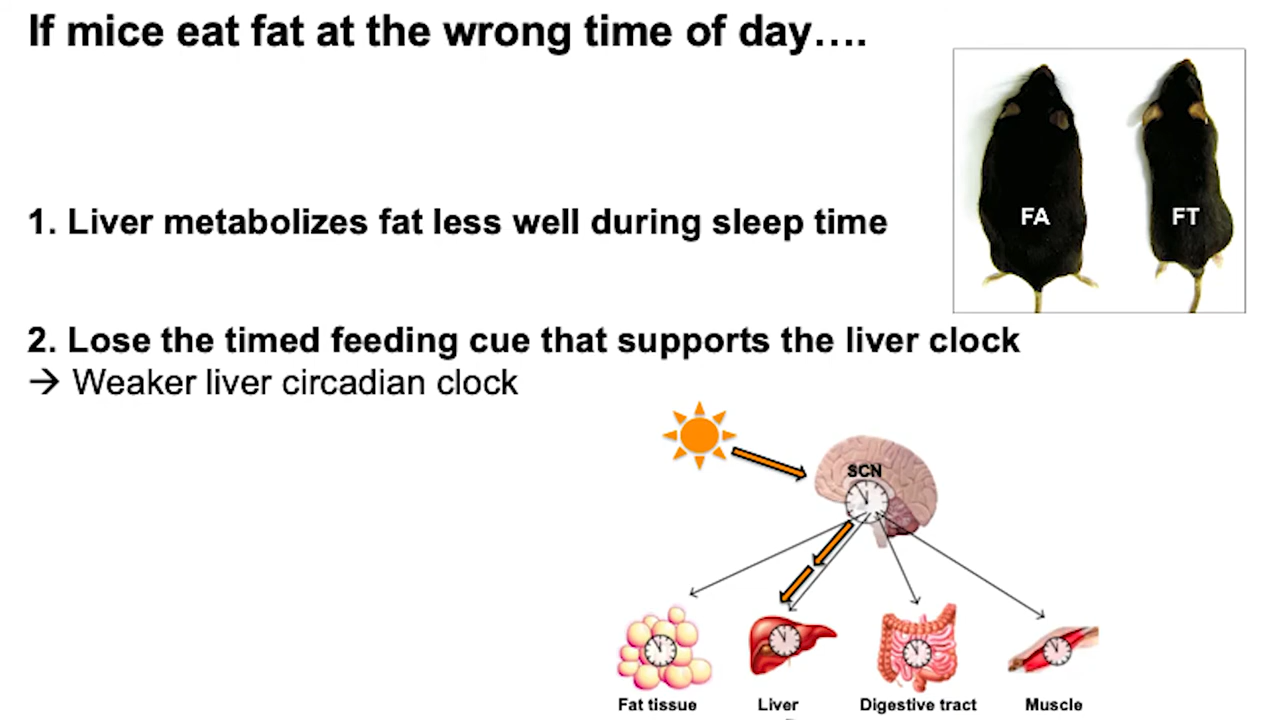 If mice eat fat at the wrong time of day….
FA
FT
1. Liver metabolizes fat less well during sleep time
2. Lose the timed feeding cue that supports the liver clock
→ Weaker liver circadian clock
SCN
Fat tissue
Liver
Digestive tract
Muscle